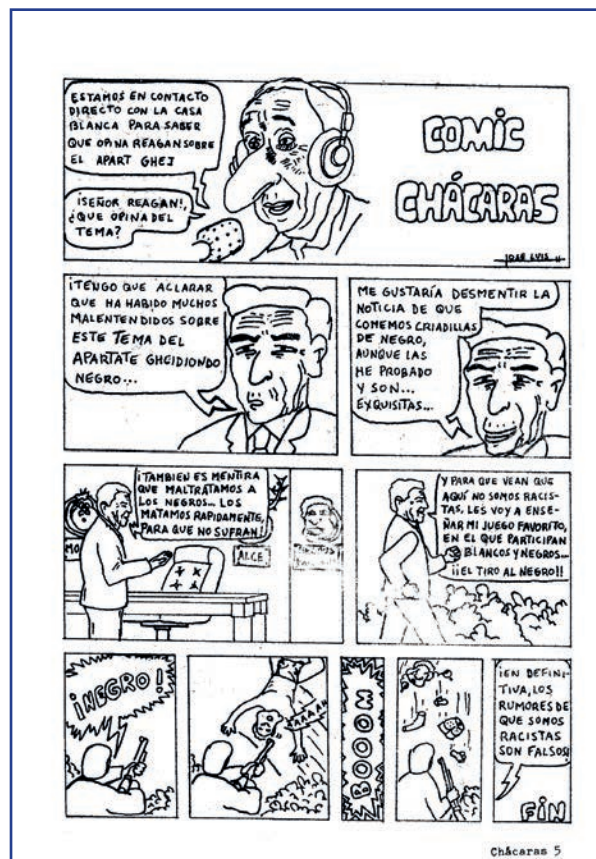 ESTAMOS EN CONTACTO
DIRECTO CON LA CASA
BLANCA PARA SABER
QUE OPINA REAGAN SOBRE
EL APART GHEJ
¡SEÑOR REAGAN!,
¿QUE OPINA DEL
TEMA?
COMIC
CHÁCARAS
JOSE LUIS
¡TENGO QUE ACLARAR
QUE HA HABIDO MUCHOS
MALENTENDIDOS SOBRE
ESTE TEMA DEL
APARTATE GHEIDIONDO
NEGRO...
ME GUSTARÍA DESMENTIR LA
NOTICIA DE QUE
COMEMOS CRIADILLAS
DE NEGRO,
AUNQUE LAS
HE PROBADO
Y SON...
EXQUISITAS...
¡TAMBIEN ES MENTIRA
QUE MALTRATAMOS A
LOS NEGROS... LOS
MATAMOS RAPIDAMENTE,
PARA QUE NO SUFRAN!
MO
ALCE
Y PARA QUE VEAN QUE
AQUÍ NO SOMOS RACIS-
TAS, LES VOY A ENSE-
ÑAR MI JUEGO FAVORITO,
EN EL QUE PARTICIPAN
BLANCOS Y NEGROS...
¡¡EL TIRO AL NEGRO!!
¡NEGRO!
BOOOM
¡EN DEFINI-
TIVA, LOS
RUMORES DE
QUE SOMOS
RACISTAS
SON FALSOS!
FIN
Chácaras 5